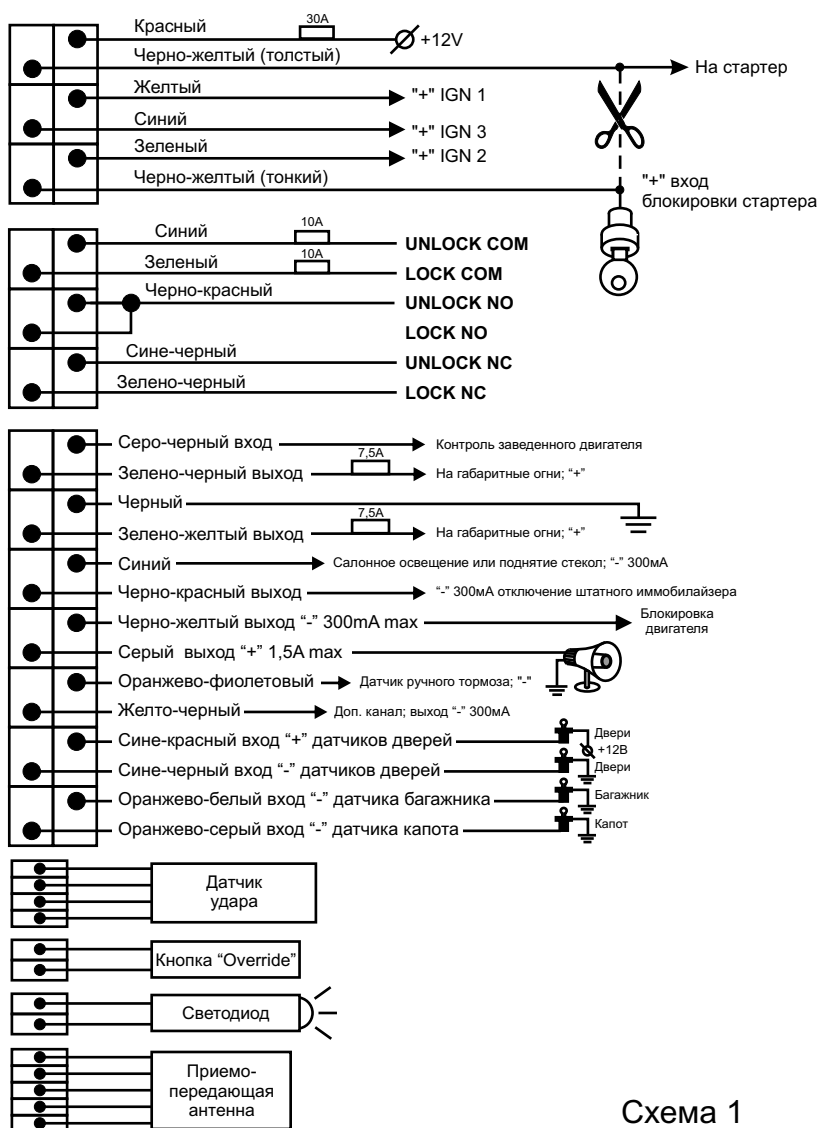 Красный
30А
+12V
Черно-желтый (толстый)
На стартер
Желтый
"+" IGN 1
Синий
"+" IGN 3
Зеленый
"+" IGN 2
Черно-желтый (тонкий)
"+" вход
блокировки стартера
Синий
10А
UNLOCK COM
Зеленый
10А
LOCK COM
Черно-красный
UNLOCK NO
LOCK NO
Сине-черный
UNLOCK NC
Зелено-черный
LOCK NC
Серо-черный вход
Контроль заведенного двигателя
Зелено-черный выход
7,5А
На габаритные огни; “+”
Черный
Зелено-желтый выход
7,5А
На габаритные огни; “+”
Синий
Салонное освещение или поднятие стекол; “-” 300мА
Черно-красный выход
“-” 300мА отключение штатного иммобилайзера
Черно-желтый выход “-” 300mA max
Блокировка
двигателя
Серый выход “+” 1,5A max
Оранжево-фиолетовый
Датчик ручного тормоза; "-"
Желто-черный
Доп. канал; выход “-” 300мА
Сине-красный вход “+” датчиков дверей
Двери
+12В
Сине-черный вход “-” датчиков дверей
Двери
Оранжево-белый вход “-” датчика багажника
Багажник
Оранжево-серый вход “-” датчика капота
Капот
Датчик
удара
Кнопка “Override”
Светодиод
Приемо-
передающая
антенна
Схема 1